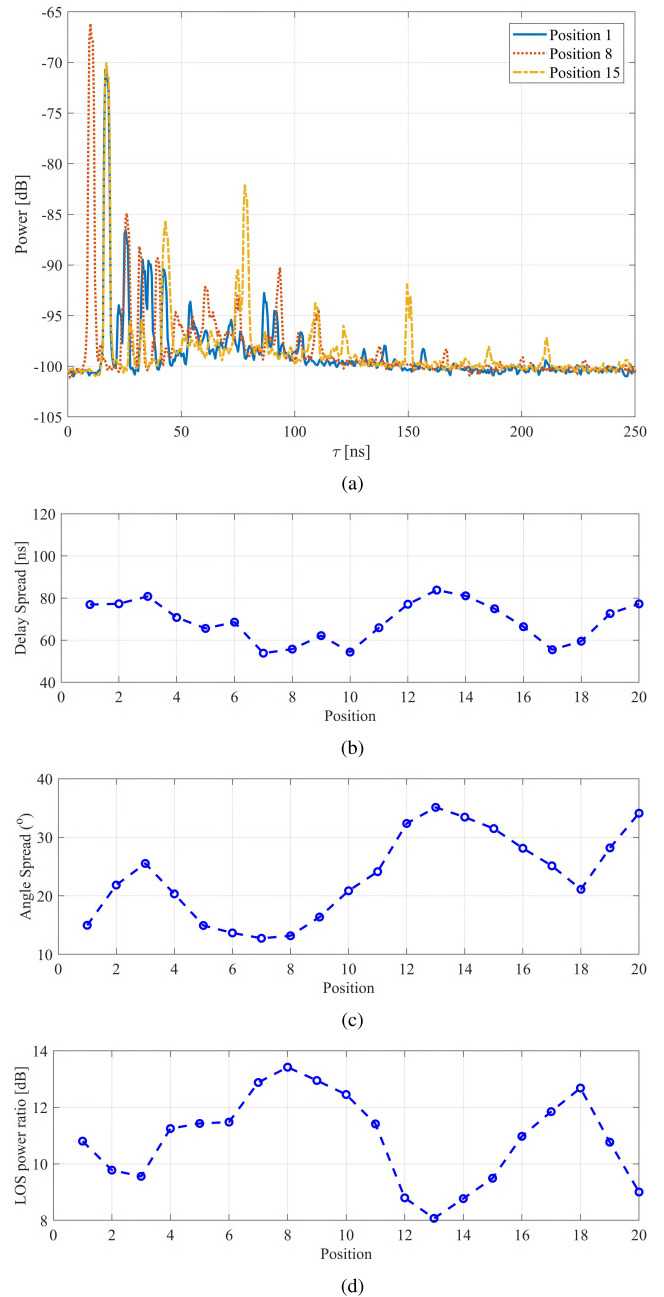 -65
-70
-75
-80
-85
-90
-95
-100
-105
Power [dB]
Position 1
Position 8
Position 15
0 50 100 150 200 250
τ [ns]
(a)
120
100
80
60
40
Delay Spread [ns]
0 2 4 6 8 10 12 14 16 18 20
Position
(b)
40
30
20
10
Angle Spread (°)
0 2 4 6 8 10 12 14 16 18 20
Position
(c)
14
12
10
8
LOS power ratio [dB]
0 2 4 6 8 10 12 14 16 18 20
Position
(d)